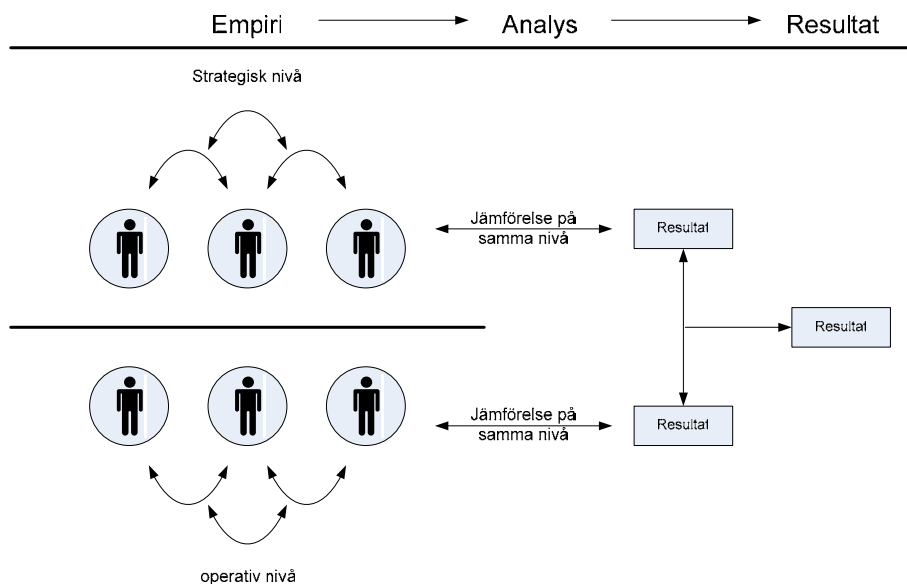 Empiri Analys Resultat
Strategisk nivå
Jämförelse på
samma nivå
Resultat
Resultat
Jämförelse på
samma nivå
Resultat
operativ nivå